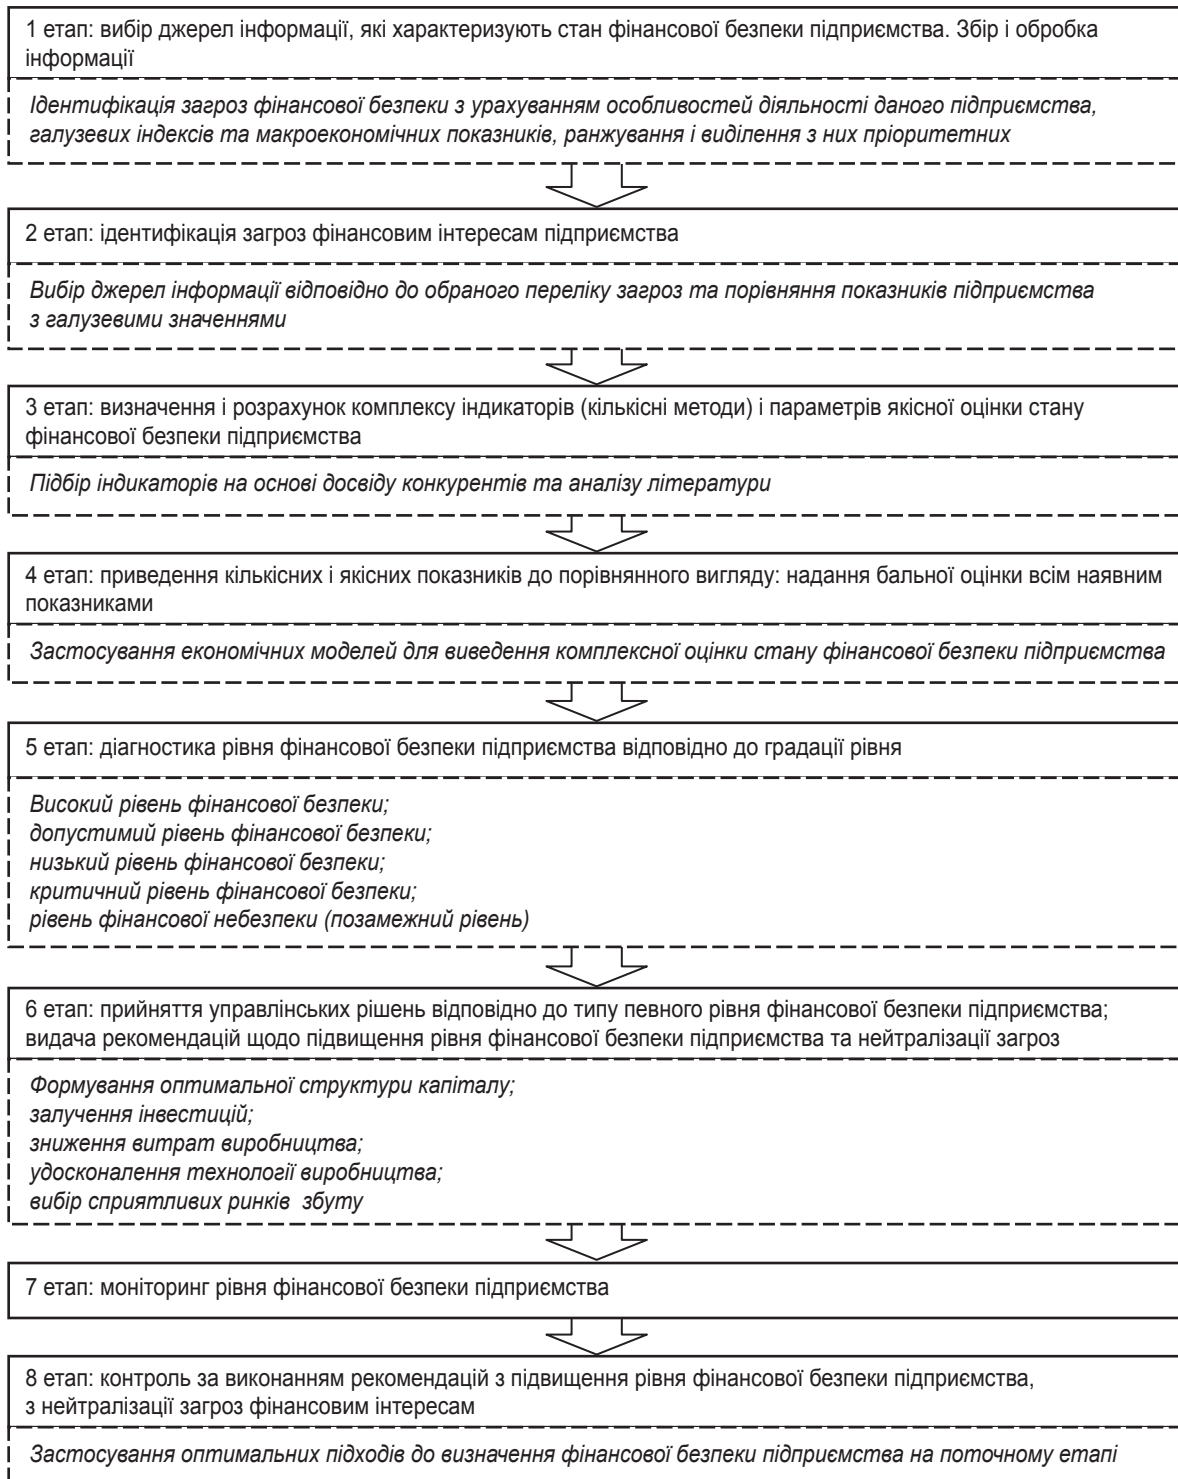 1 етап: вибір джерел інформації, які характеризують стан фінансової безпеки підприємства. Збір і обробка
інформації
Ідентифікація загроз фінансової безпеки з урахуванням особливостей діяльності даного підприємства,
галузевих індексів та макроекономічних показників, ранжування і виділення з них пріоритетних
2 етап: ідентифікація загроз фінансовим інтересам підприємства
Вибір джерел інформації відповідно до обраного переліку загроз та порівняння показників підприємства
з галузевими значеннями
3 етап: визначення і розрахунок комплексу індикаторів (кількісні методи) і параметрів якісної оцінки стану
фінансової безпеки підприємства
Підбір індикаторів на основі досвіду конкурентів та аналізу літератури
4 етап: приведення кількісних і якісних показників до порівнянного вигляду: надання бальної оцінки всім наявним
показниками
Застосування економічних моделей для виведення комплексної оцінки стану фінансової безпеки підприємства
5 етап: діагностика рівня фінансової безпеки підприємства відповідно до градації рівня
Високий рівень фінансової безпеки;
допустимий рівень фінансової безпеки;
низький рівень фінансової безпеки;
критичний рівень фінансової безпеки;
рівень фінансової небезпеки (позамежний рівень)
6 етап: прийняття управлінських рішень відповідно до типу певного рівня фінансової безпеки підприємства;
видача рекомендацій щодо підвищення рівня фінансової безпеки підприємства та нейтралізації загроз
Формування оптимальної структури капіталу;
залучення інвестицій;
зниження витрат виробництва;
удосконалення технології виробництва;
вибір сприятливих ринків збуту
7 етап: моніторинг рівня фінансової безпеки підприємства
8 етап: контроль за виконанням рекомендацій з підвищення рівня фінансової безпеки підприємства,
з нейтралізації загроз фінансовим інтересам
Застосування оптимальних підходів до визначення фінансової безпеки підприємства на поточному етапі